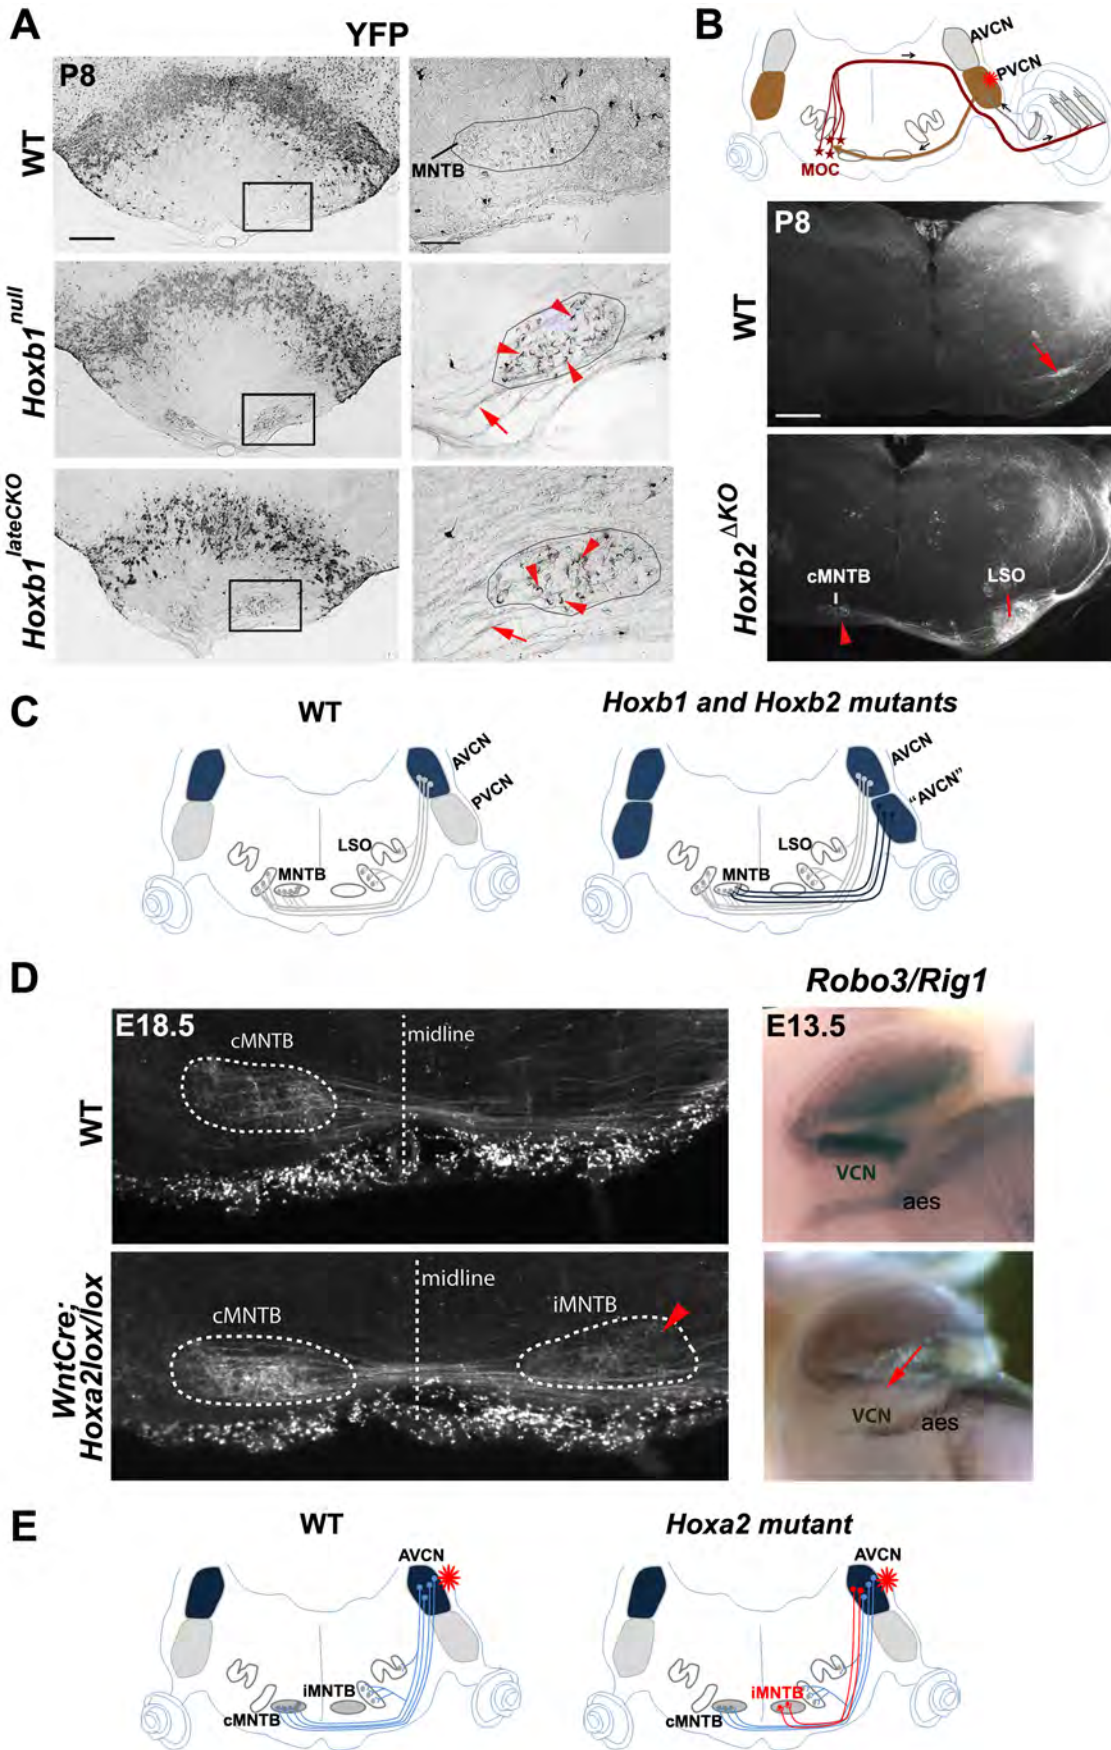 A
YFP
P8
WT
MNTB
Hoxb1null
Hoxb1lateCKO
B
AVCN
PVCN
MOC
P8
WT
Hoxb2ΔKO
cMNTB
LSO
C
WT
Hoxb1 and Hoxb2 mutants
AVCN
PVCN
LSO
MNTB
AVCN
"AVCN"
LSO
MNTB
D
Robo3/Rig1
E18.5
cMNTB
midline
WT
E13.5
VCN
aes
WntCre;
Hoxa2lox/lox
cMNTB
midline
iMNTB
VCN
aes
E
WT
Hoxa2 mutant
AVCN
iMNTB
cMNTB
AVCN
iMNTB
cMNTB